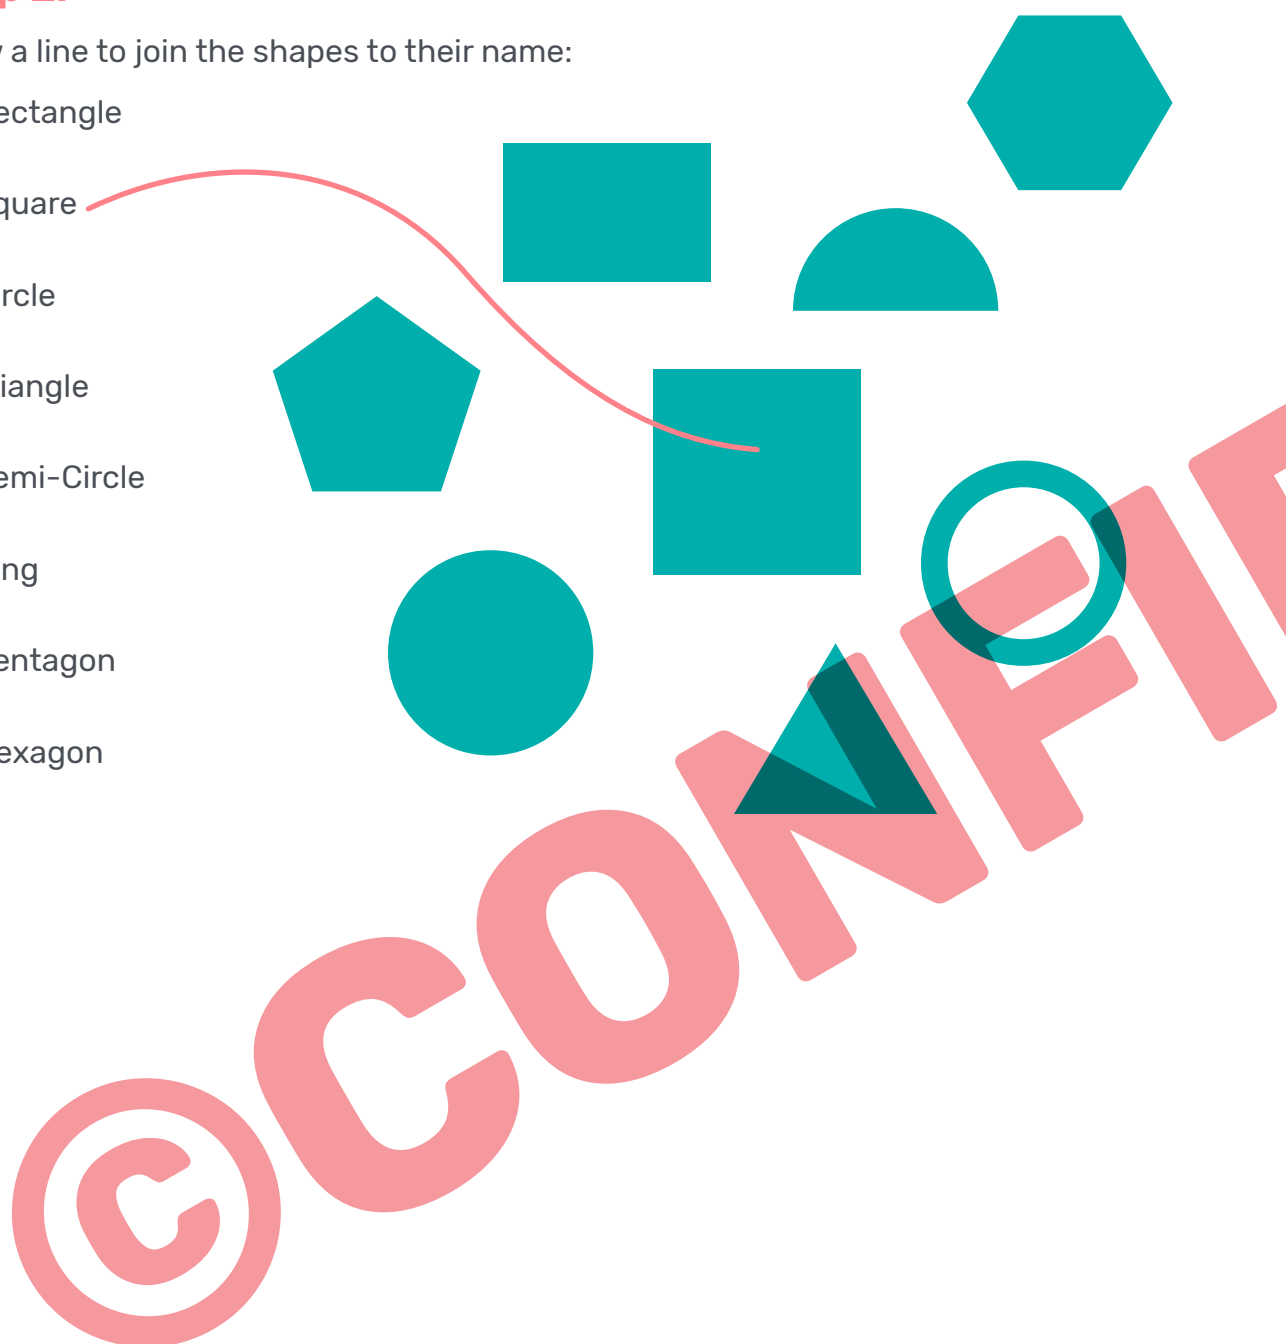 a line to join the shapes to their name:
ectangle
quare
rcle
iangle
emi-Circle
ng
entagon
exagon
©CONFI